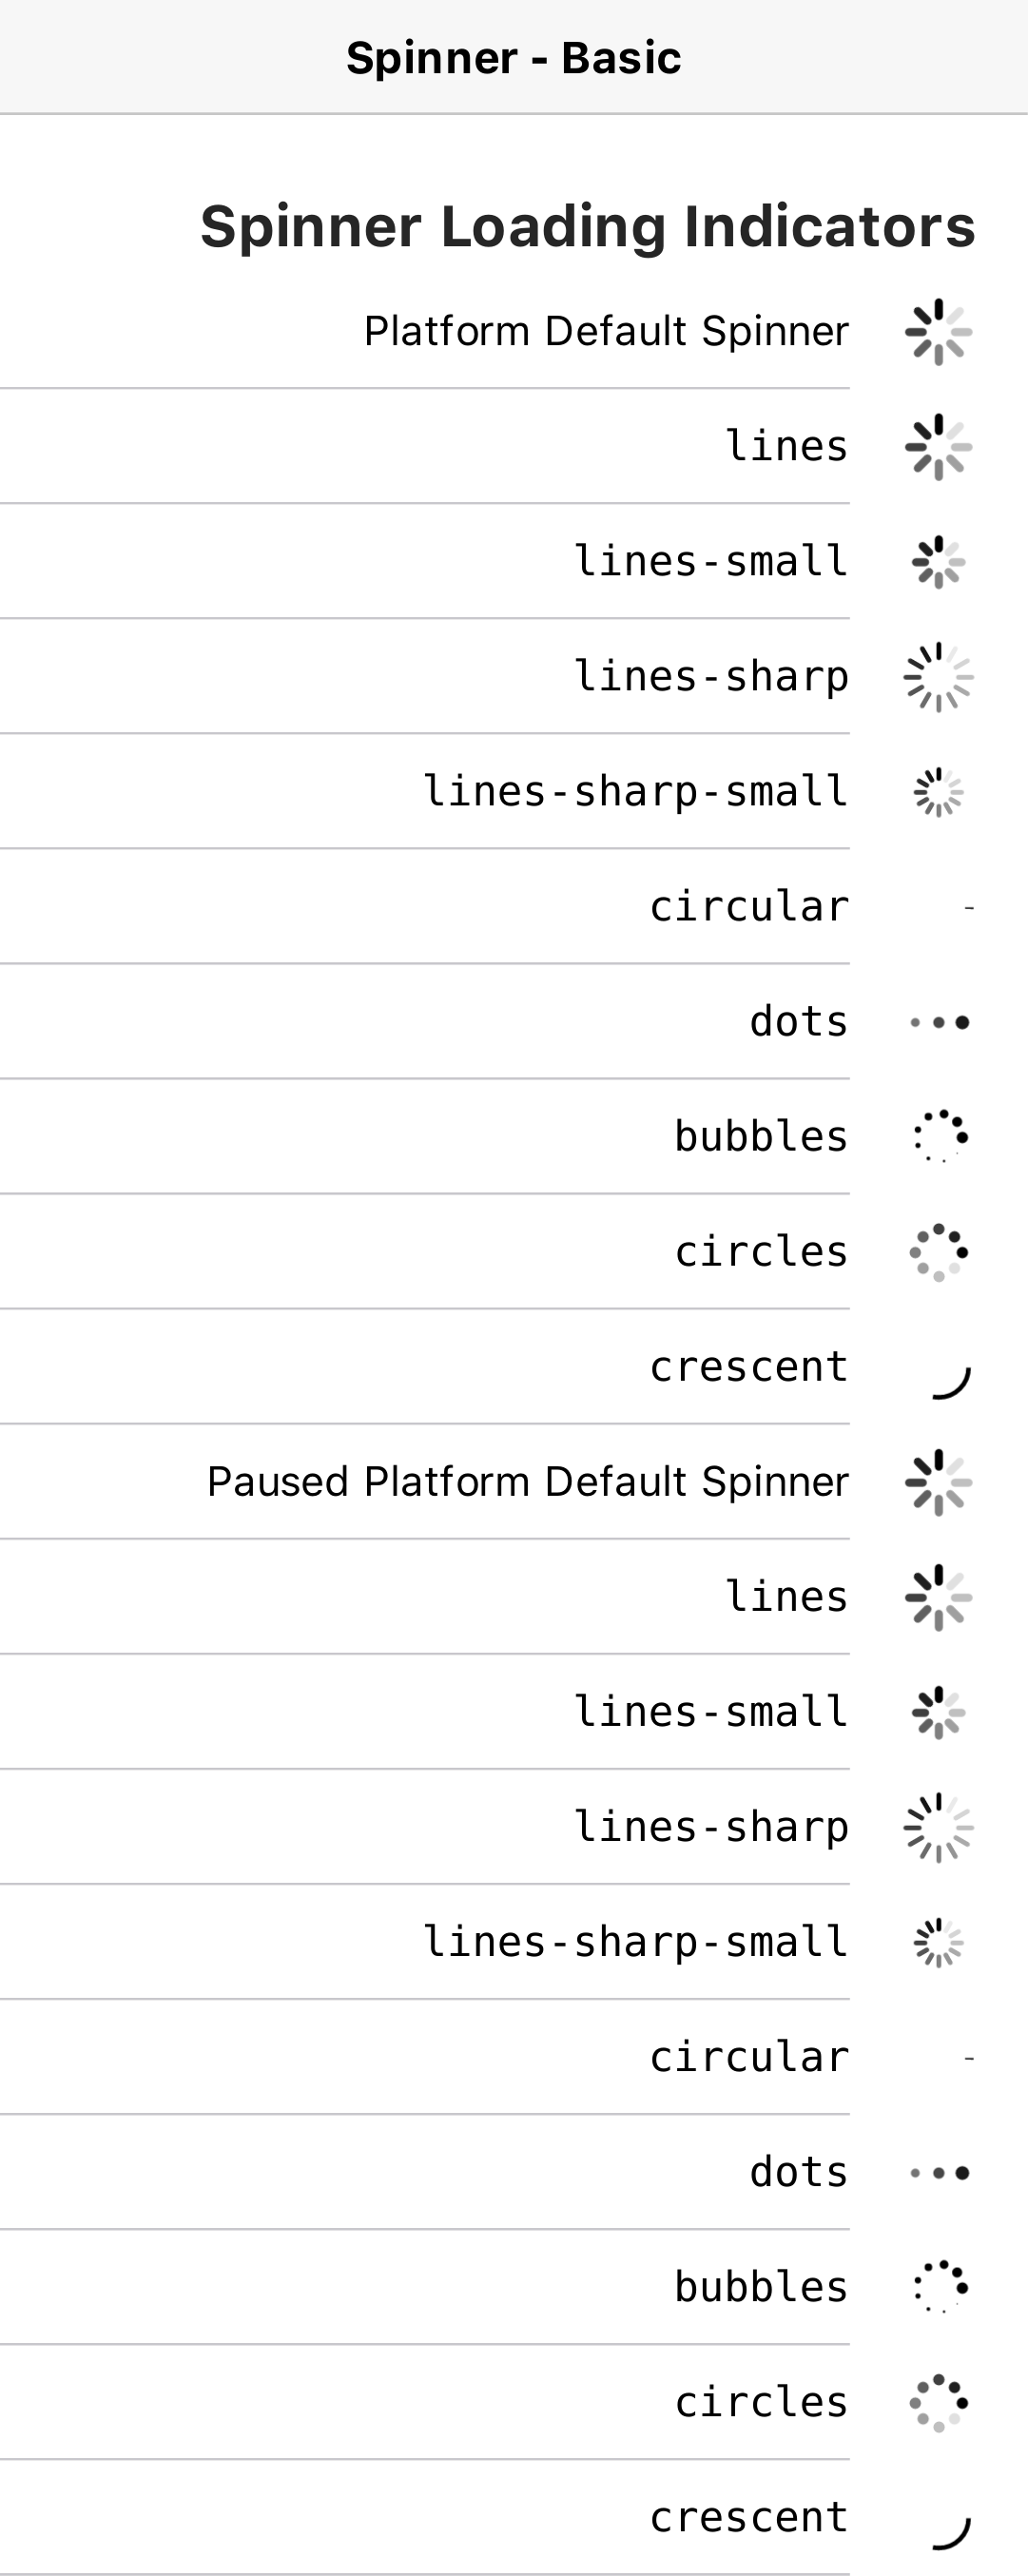 Spinner - Basic
Spinner Loading Indicators
Platform Default Spinner
lines
lines-small
lines-sharp
lines-sharp-small
circular
dots
bubbles
circles
crescent
Paused Platform Default Spinner
lines
lines-small
lines-sharp
lines-sharp-small
circular
dots
bubbles
circles
crescent